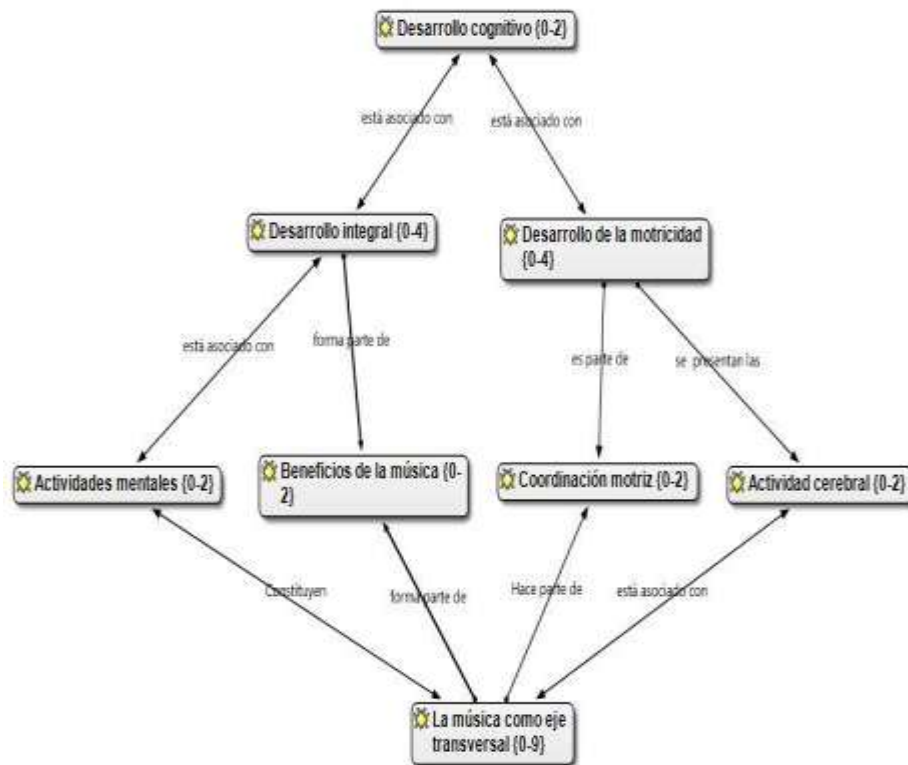 Desarrollo cognitivo {0-2}
está asociado con
está asociado con
Desarrollo integral {0-4}
Desarrollo de la motricidad
{0-4}
está asociado con
forma parte de
es parte de
se presentan las
Actividades mentales {0-2}
Beneficios de la música {0-
2}
Coordinación motriz {0-2}
Actividad cerebral {0-2}
Constituyen
forma parte de
Hace parte de
está asociado con
La música como eje
transversal {0-9}